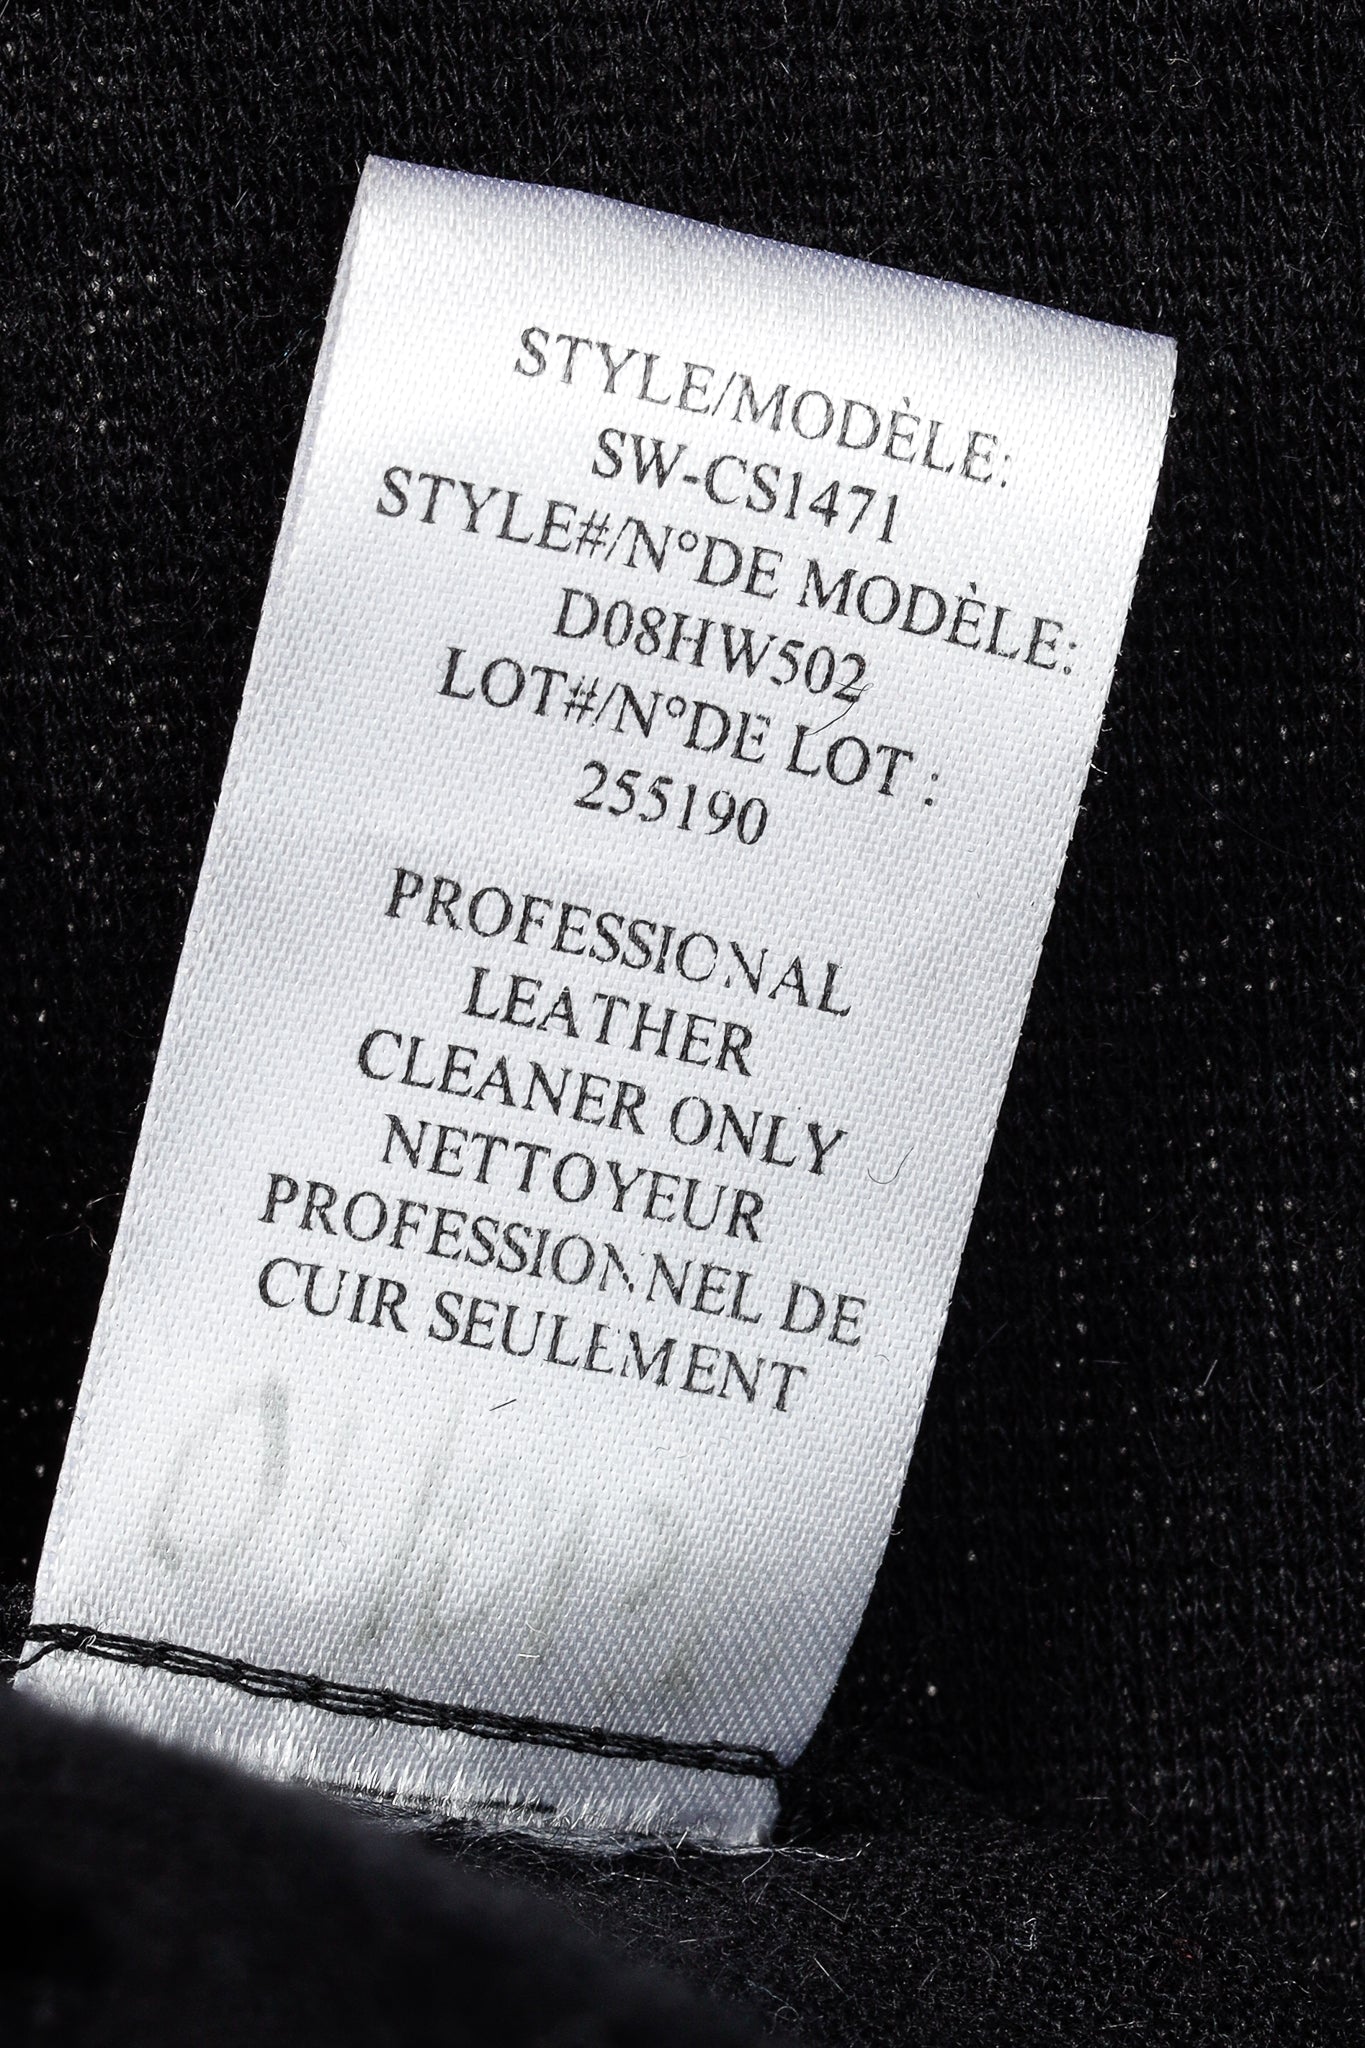 STYLE/MODÈLE:
SW-CS1471
STYLE#/N°DE MODÈLE:
D08HW502
LOT#/N°DE LOT :
255190
PROFESSIONAL
LEATHER
CLEANER ONLY
NETTOYEUR
PROFESSIONNEL DE
CUIR SEULEMENT